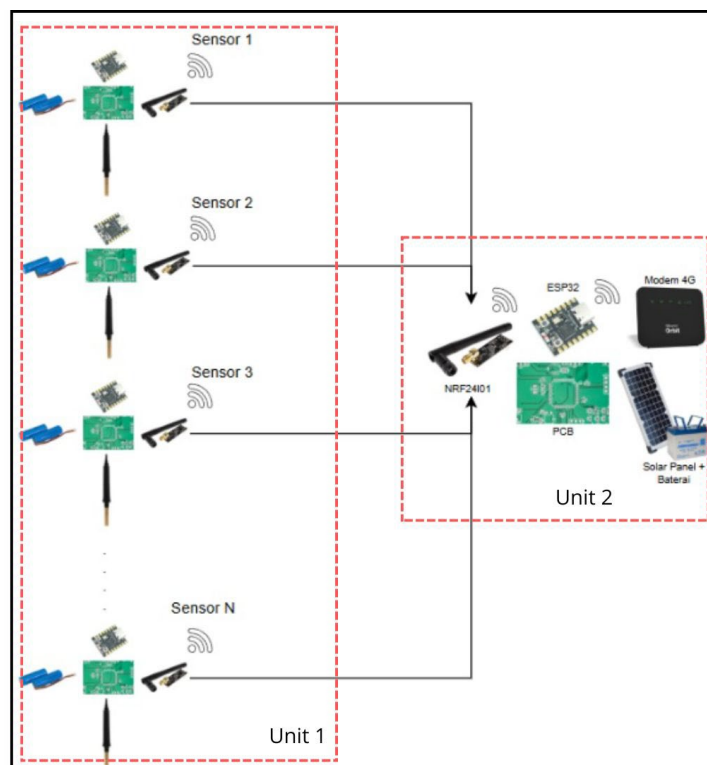 Sensor 1
Sensor 2
Sensor 3
Sensor N
Unit 1
ESP32
Modem 4G
Orbit
NRF24l01
PCB
Solar Panel +
Baterai
Unit 2